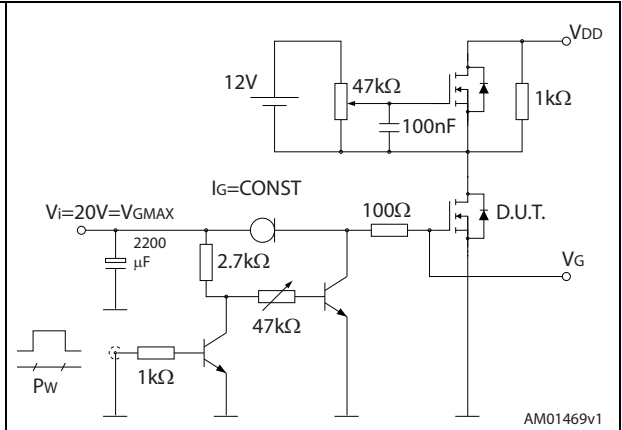 VDD
12V
47kΩ
1kΩ
100nF
IG=CONST
Vi=20V=VGMAX
100Ω
D.U.T.
2200
μF
2.7kΩ
VG
47kΩ
1kΩ
PW
AM01469v1